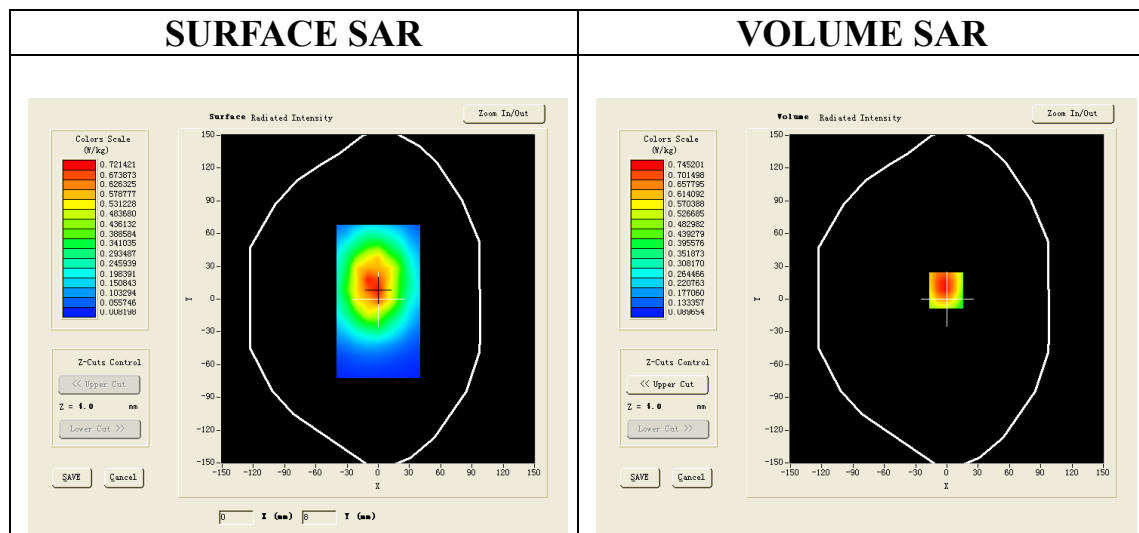 SURFACE SAR
VOLUME SAR
Surface Radiated Intensity
Zoom In/Out
Colors Scale
(W/kg)
0.721421
0.673873
0.626325
0.578777
0.531228
0.483680
0.436132
0.388584
0.341035
0.293487
0.245939
0.198391
0.150843
0.103294
0.055746
0.008198
150
120
90
60
30
0
-30
-60
-90
-120
-150
Y
-150 -120 -90 -60 -30 0 30 60 90 120 150
X
Z-Cuts Control
<< Upper Cut
Z = 4.0 mm
Lower Cut >>
SAVE Cancel
0 X (mm) 8 Y (mm)
Volume Radiated Intensity
Zoom In/Out
Colors Scale
(W/kg)
0.745201
0.701498
0.657795
0.614092
0.570388
0.526685
0.482982
0.439279
0.395576
0.351873
0.308170
0.264466
0.220763
0.177060
0.133357
0.089654
150
120
90
60
30
0
-30
-60
-90
-120
-150
Y
-150 -120 -90 -60 -30 0 30 60 90 120 150
X
Z-Cuts Control
<< Upper Cut
Z = 4.0 mm
Lower Cut >>
SAVE Cancel